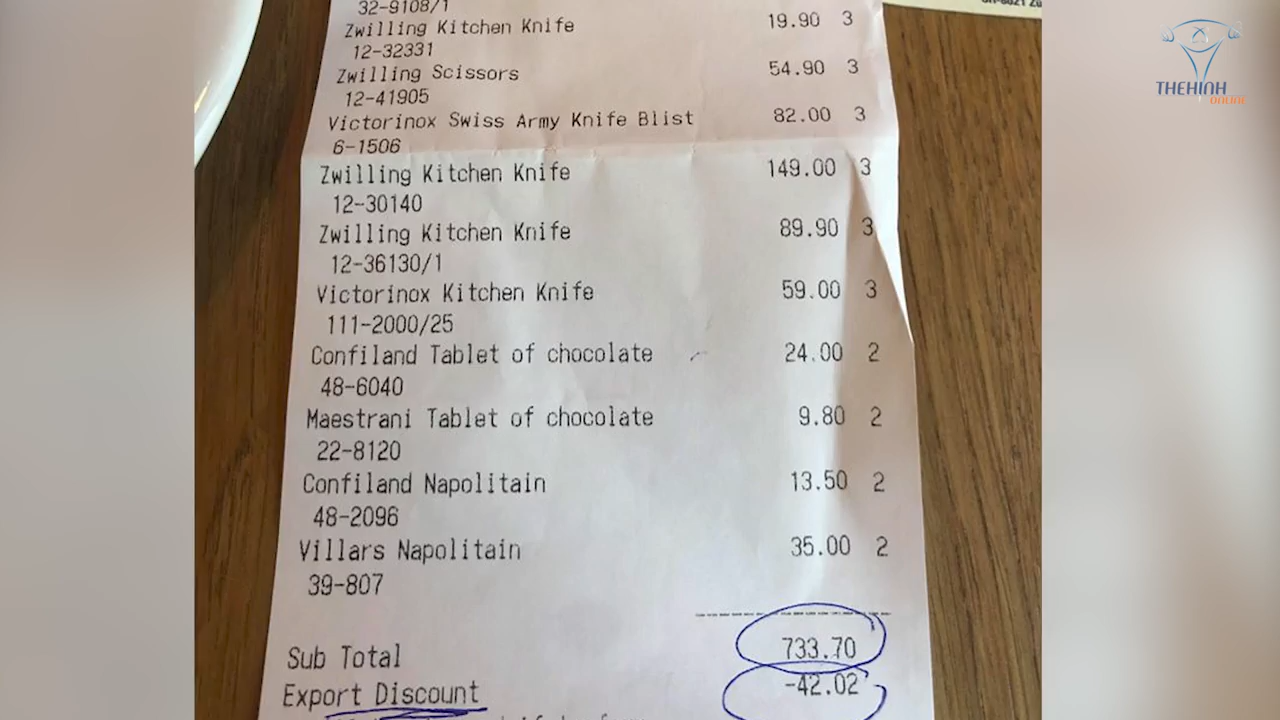 32-9108/1
Zwilling Kitchen Knife 19.90 3
12-32331
Zwilling Scissors 54.90 3
12-41905
Victorinox Swiss Army Knife Blist 82.00 3
6-1506
Zwilling Kitchen Knife 149.00 3
12-30140
Zwilling Kitchen Knife 89.90 3
12-36130/1
Victorinox Kitchen Knife 59.00 3
111-2000/25
Confiland Tablet of chocolate 24.00 2
48-6040
Maestrani Tablet of chocolate 9.80 2
22-8120
Confiland Napolitain 13.50 2
48-2096
Villars Napolitain 35.00 2
39-807
Sub Total 733.70
Export Discount -42.02
THEHINH
ONLINE